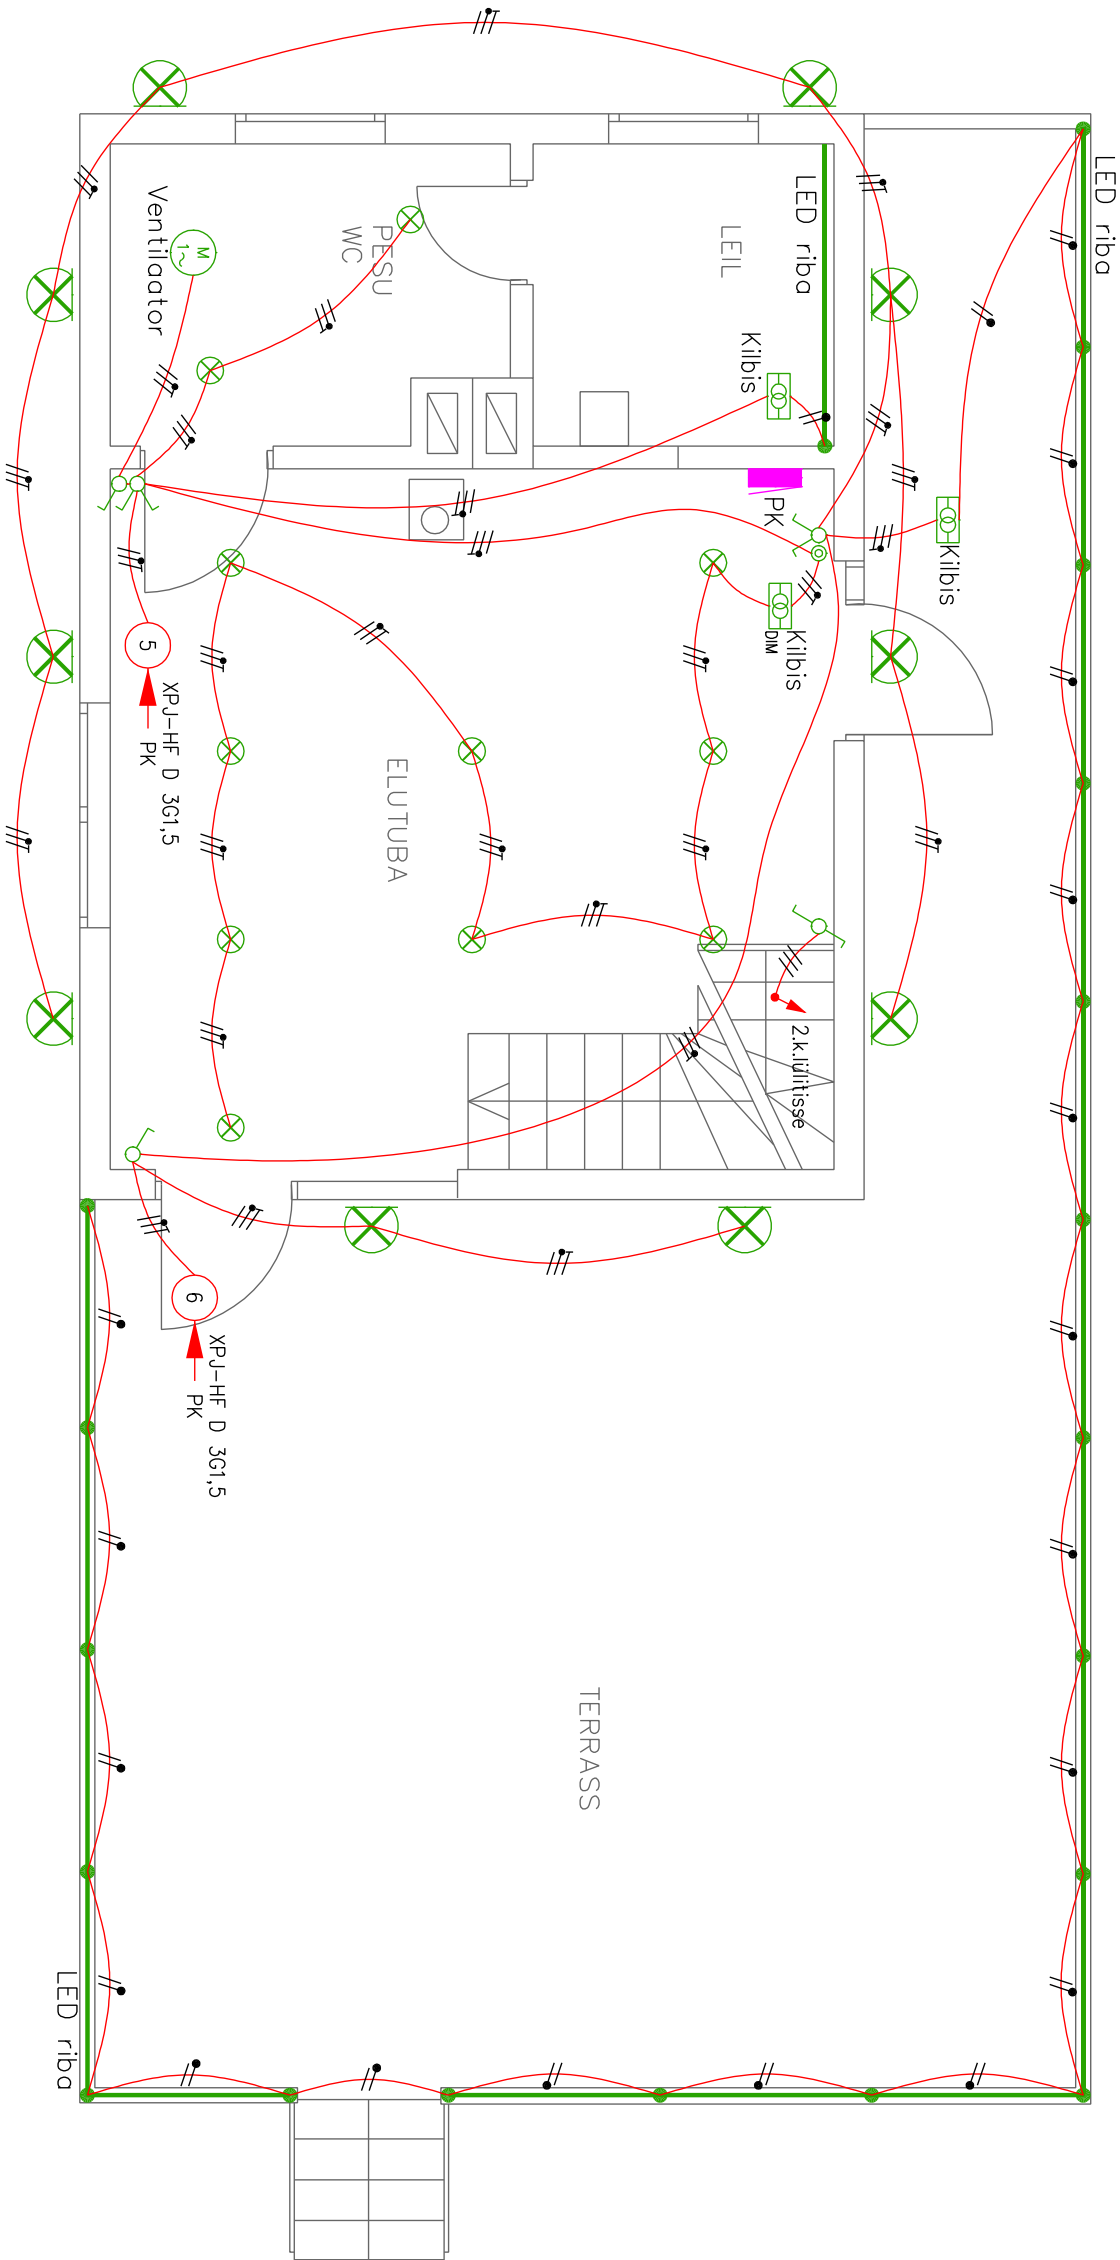 LED riba
LED riba
LEIL
PESU
WC
M
1~
Ventilaator
Kilbis
PK
Kilbis
Kilbis
DIM
5
XPJ-HF D 3G1,5
PK
ELUTUBA
2.k.lülitisse
6
XPJ-HF D 3G1,5
PK
TERRASS
LED riba